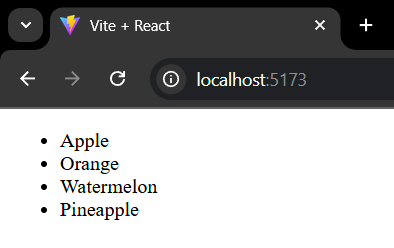 Vite + React
localhost:5173
Apple
Orange
Watermelon
Pineapple